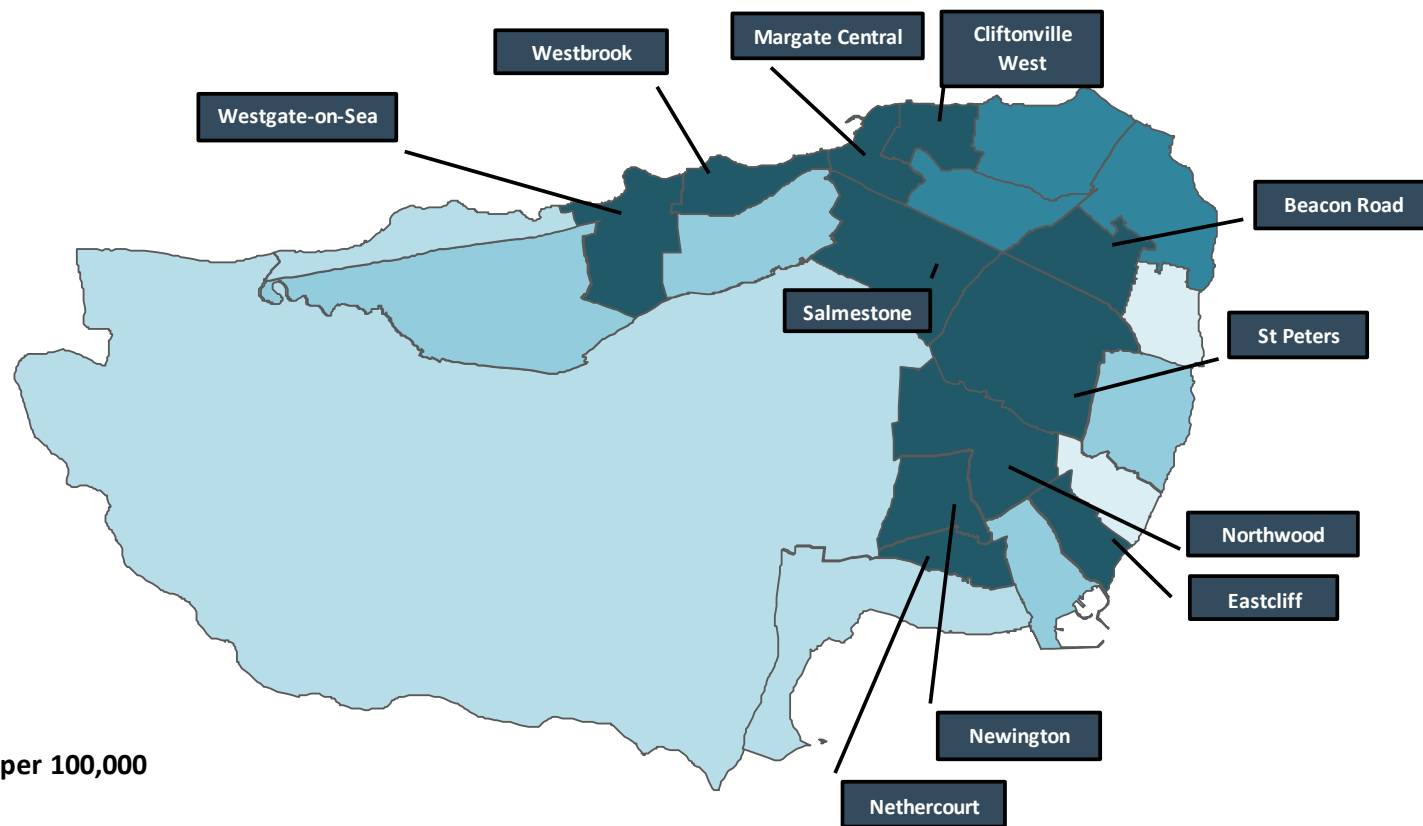 Margate Central
Cliftonville
West
Westbrook
Westgate-on-Sea
Beacon Road
Salmestone
St Peters
Northwood
Eastcliff
Newington
per 100,000
Nethercourt